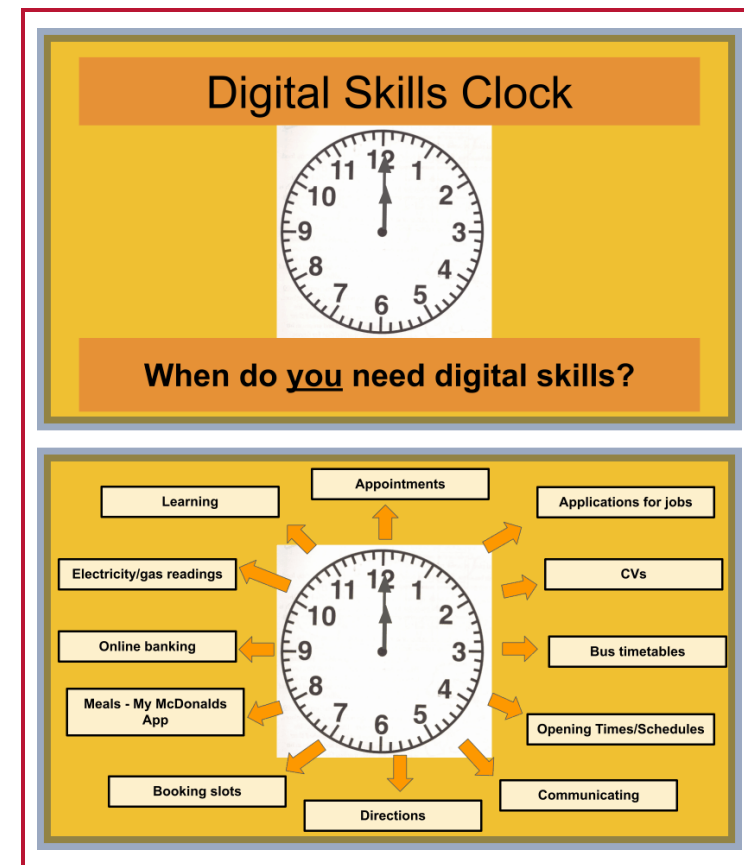 Digital Skills Clock
12
11
1
10
2
9
3
8
4
7
5
6
When do you need digital skills?
Appointments
Learning
Applications for jobs
Electricity/gas readings
CVs
12
11
1
10
2
9
3
8
4
7
5
6
Online banking
Bus timetables
Meals - My McDonalds
App
Opening Times/Schedules
Booking slots
Communicating
Directions